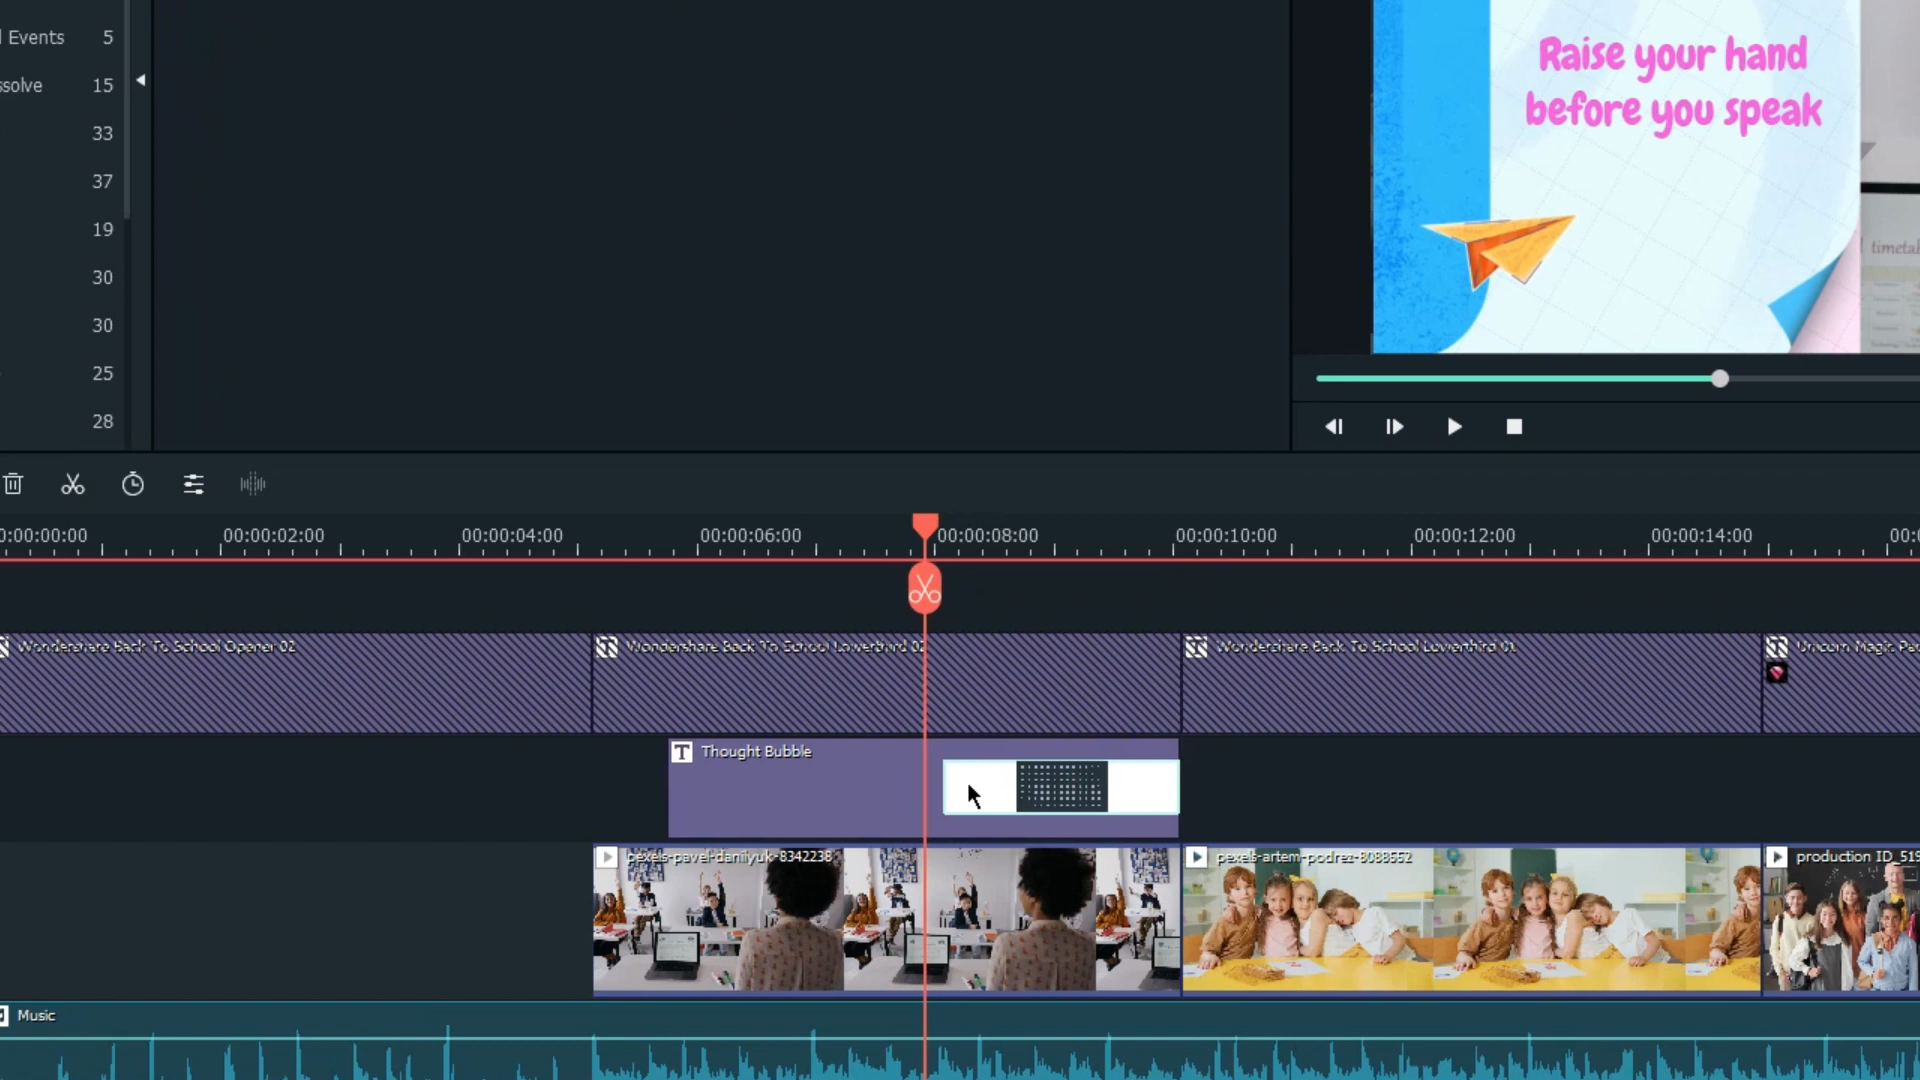 Events 5
ssolve 15
33
37
19
30
30
25
28
Raise your hand
before you speak
0:00:00:00 00:00:02:00 00:00:04:00 00:00:06:00 00:00:08:00 00:00:10:00 00:00:12:00 00:00:14:00 00:
Wondershare Back To School Opener 02
Wondershare Back To School Lowerthird 02
Wondershare Back To School Lowerthird 01
Unicorn Magic Pa
T Thought Bubble
pexels-pavel-danilyuk-8342238
pexels-artem-podrez-8088552
production ID_519
Music